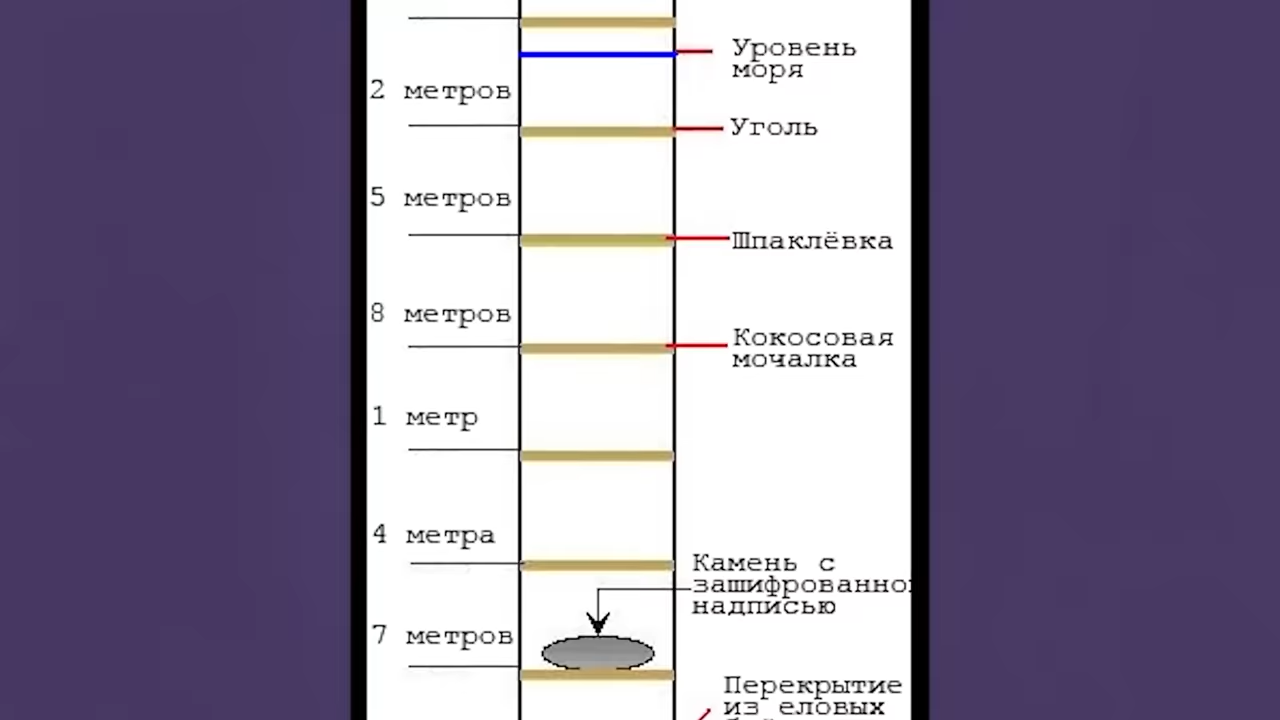 Уровень
моря
2 метров
Уголь
5 метров
Шпаклёвка
8 метров
Кокосовая
мочалка
1 метр
4 метра
Камень с
зашифрованно
надписью
7 метров
Перекрытие
из еловых